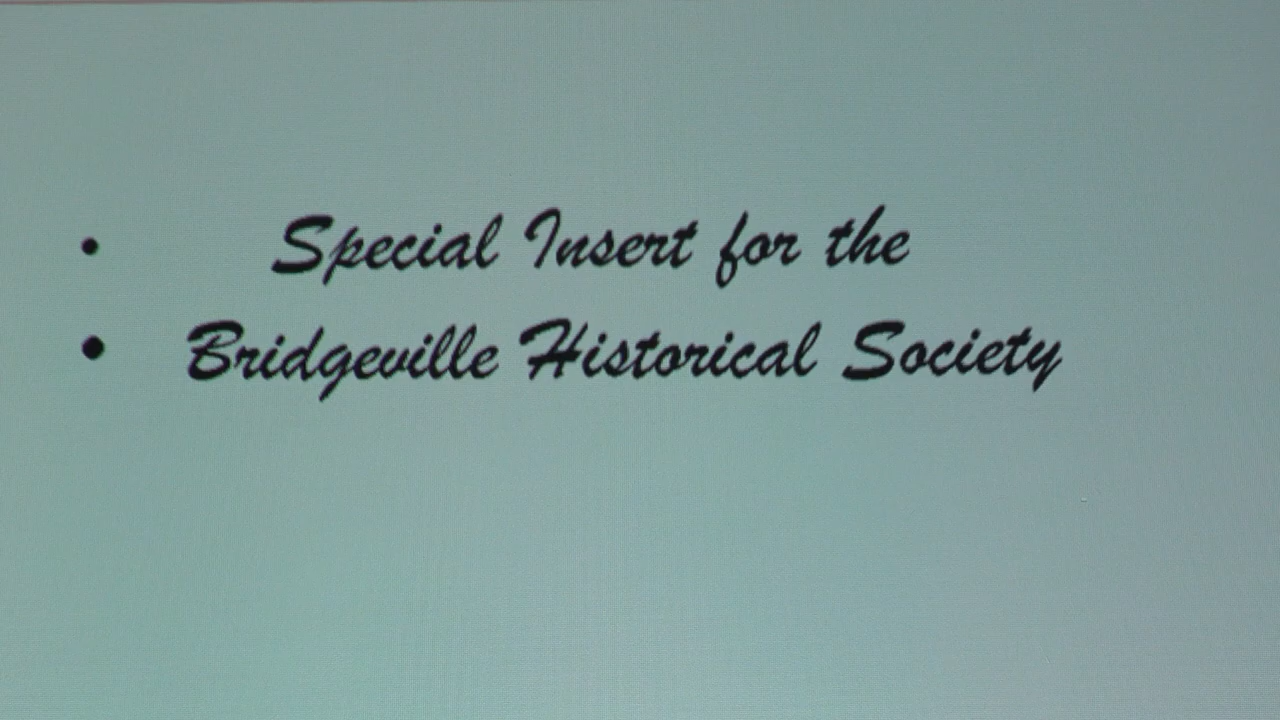 • Special Insert for the
• Bridgeville Historical Society